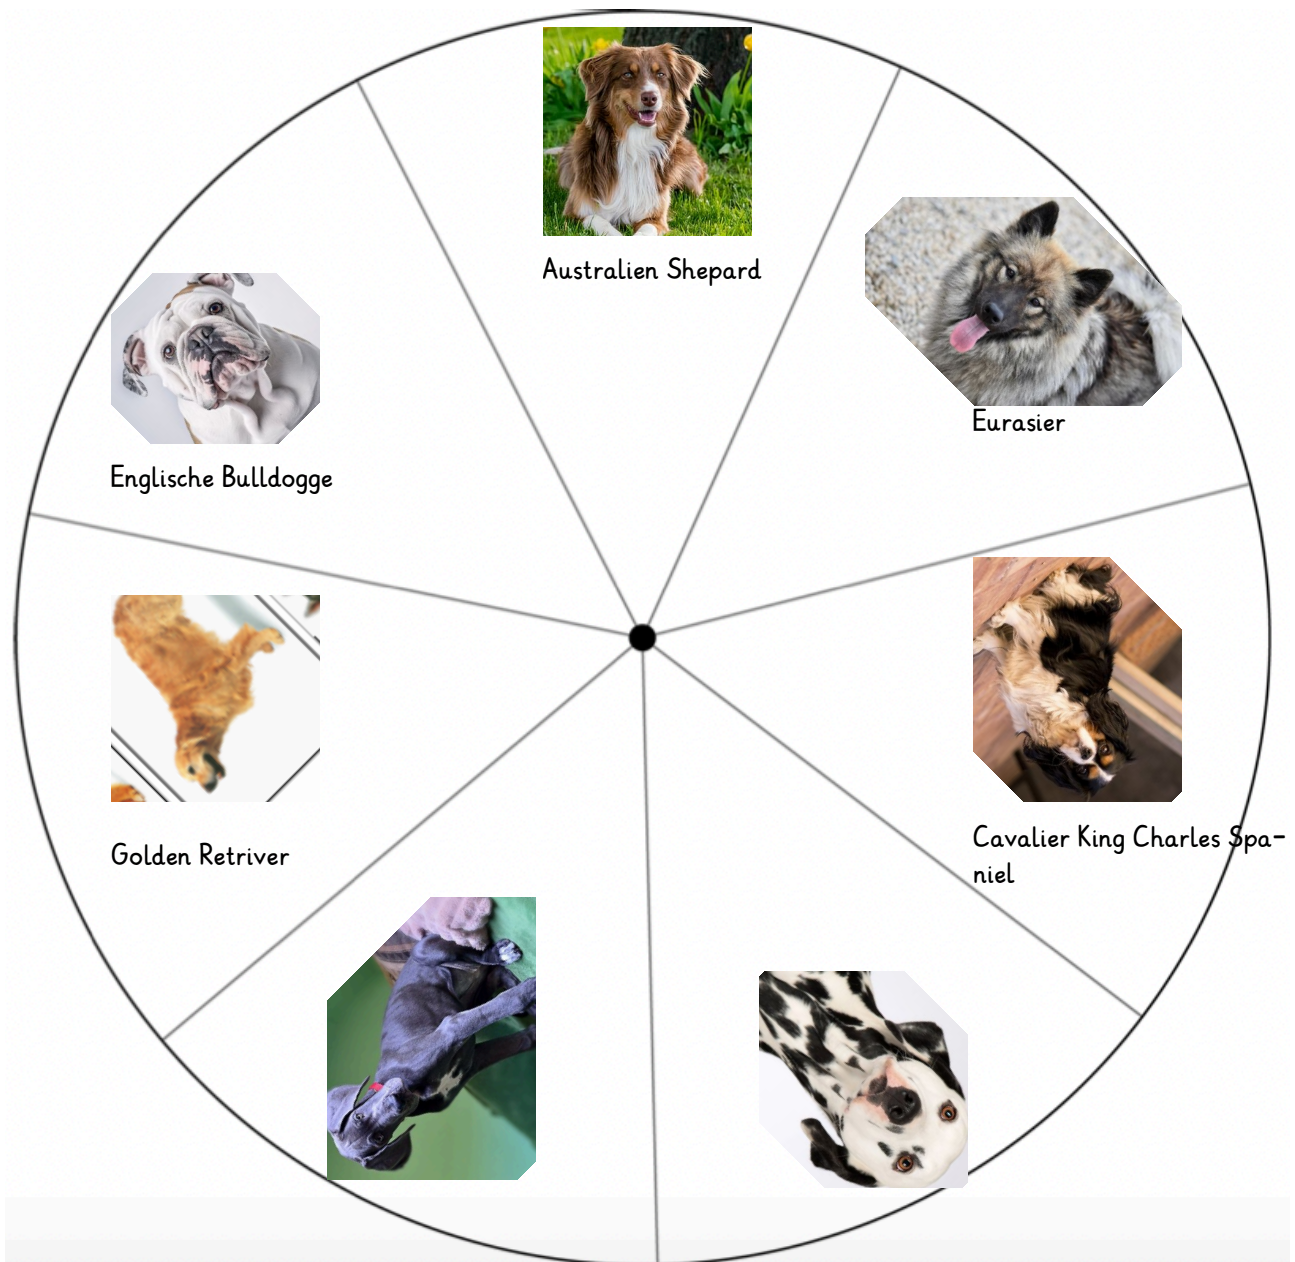 Australien Shepard
Eurasier
Englische Bulldogge
Cavalier King Charles Spa-
niel
Golden Retriver